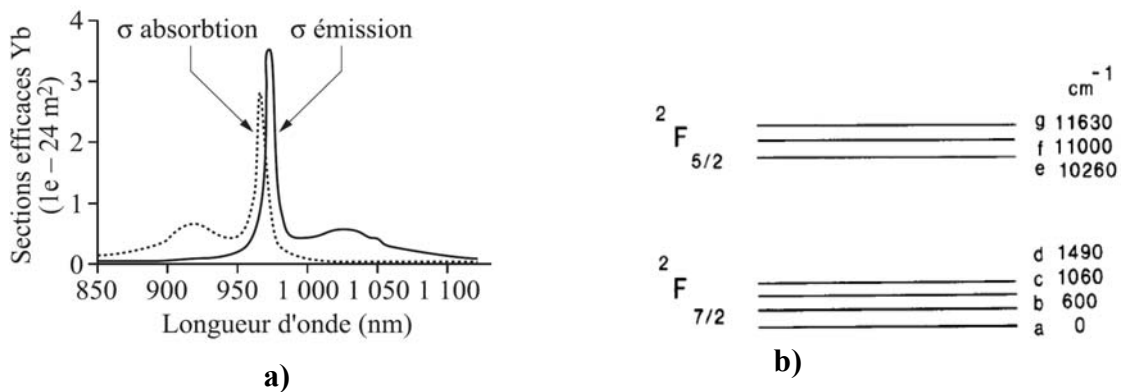 Sections efficaces Yb
(1e – 24 m²)
4
3
2
1
0
σ absorbtion
σ émission
850 900 950 1 000 1 050 1 100
Longueur d'onde (nm)
a)
cm⁻¹
²F₅/₂
g 11630
f 11000
e 10260
²F₇/₂
d 1490
c 1060
b 600
a 0
b)